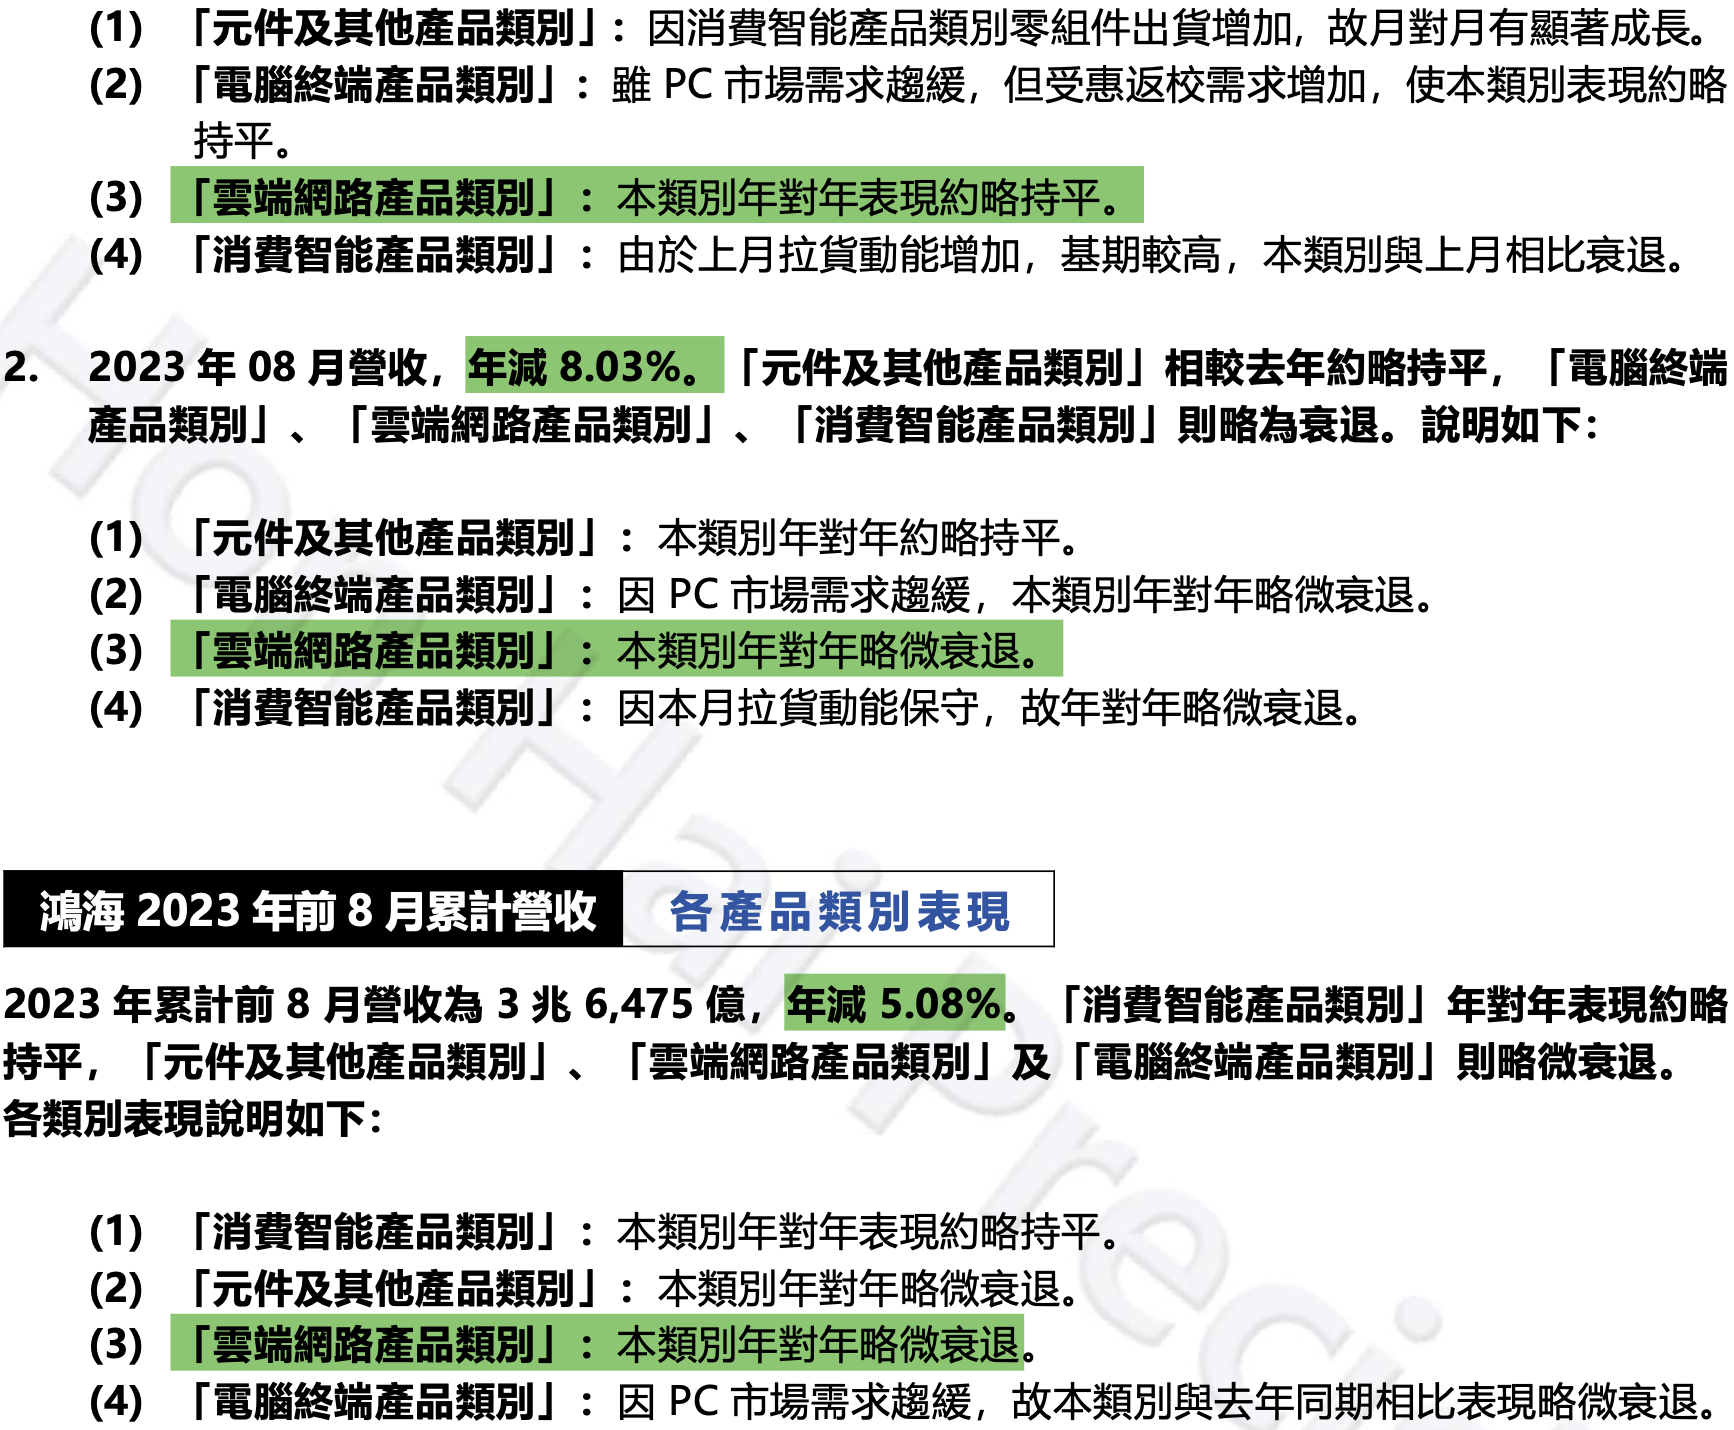 (1) 「元件及其他產品類別」：因消費智能產品類別零組件出貨增加，故月對月有顯著成長。
(2) 「電腦終端產品類別」：雖 PC 市場需求趨緩，但受惠返校需求增加，使本類別表現約略
持平。
(3) 「雲端網路產品類別」：本類別年對年表現約略持平。
(4) 「消費智能產品類別」：由於上月拉貨動能增加，基期較高，本類別與上月相比衰退。
2. 2023 年 08 月營收，年減 8.03%。「元件及其他產品類別」相較去年約略持平，「電腦終端
產品類別」、「雲端網路產品類別」、「消費智能產品類別」則略為衰退。說明如下：
(1) 「元件及其他產品類別」：本類別年對年約略持平。
(2) 「電腦終端產品類別」：因 PC 市場需求趨緩，本類別年對年略微衰退。
(3) 「雲端網路產品類別」：本類別年對年略微衰退。
(4) 「消費智能產品類別」：因本月拉貨動能保守，故年對年略微衰退。
鴻海 2023 年前 8 月累計營收 各產品類別表現
2023 年累計前 8 月營收為 3 兆 6,475 億，年減 5.08%。「消費智能產品類別」年對年表現約略
持平，「元件及其他產品類別」、「雲端網路產品類別」及「電腦終端產品類別」則略微衰退。
各類別表現說明如下：
(1) 「消費智能產品類別」：本類別年對年表現約略持平。
(2) 「元件及其他產品類別」：本類別年對年略微衰退。
(3) 「雲端網路產品類別」：本類別年對年略微衰退。
(4) 「電腦終端產品類別」：因 PC 市場需求趨緩，故本類別與去年同期相比表現略微衰退。
Hon Hai Preci